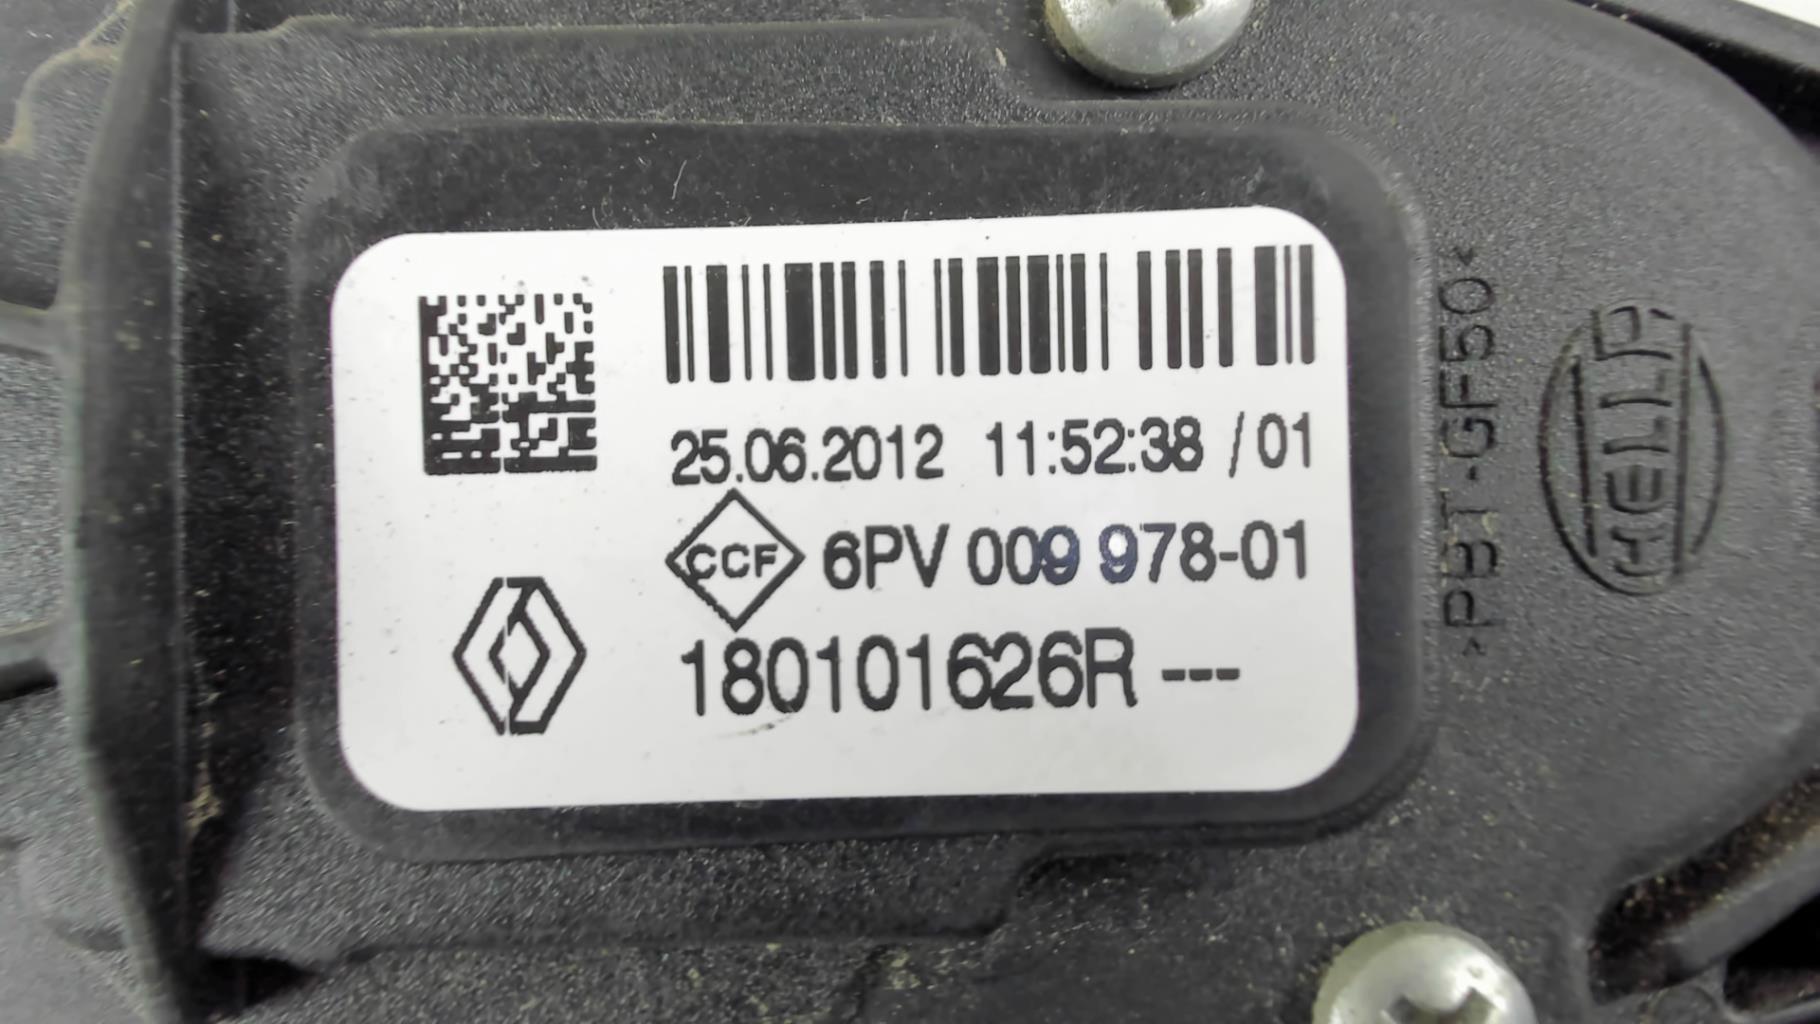 25.06.2012 11:52:38 /01
CCF 6PV 009 978-01
180101626R ---
>PBT-GF50<
HELLA